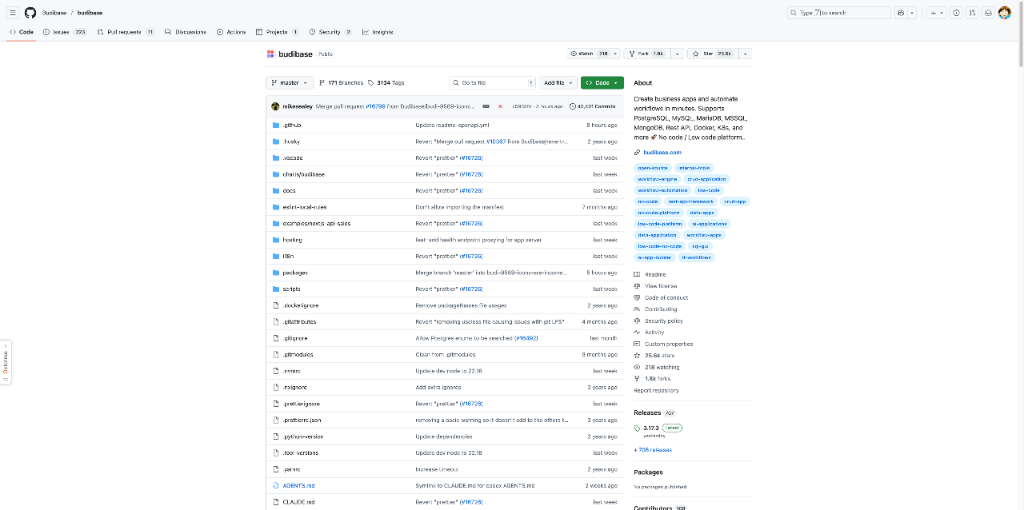 Budibase / budibase
Type / to search
Code
Issues 223
Pull requests 11
Discussions
Actions
Projects 1
Security 2
Insights
budibase Public
Watch 218
Fork 1.8k
Star 25.6k
master
171 Branches
3134 Tags
Go to file
Add file
Code
mikesealey Merge pull request #16799 from Budibase/budi-9589-icons...
2 hours ago
Commits
.github Update readme-openapi.yml 8 hours ago
.husky Revert "Merge pull request from Budibase/revert-... 2 years ago
.vscode Revert "prettier" (#16726) last week
charts/budibase Revert "prettier" (#16726) last week
docs Revert "prettier" (#16726) last week
eslint-local-rules Don't allow importing the manifest 7 months ago
examples/nextjs-api-sales Revert "prettier" (#16726) last week
hosting feat: add health endpoint proxying for app server last week
i18n Revert "prettier" (#16726) last week
packages Merge branch "master" into budi-9589-icons-are-income... 5 hours ago
scripts Revert "prettier" (#16726) last week
.dockerignore Remove packageNames file usages 2 years ago
.gitattributes Revert "removing useless file causing issues with git LFS" 4 months ago
.gitignore Allow Postgres enums to be searched (#16492) last month
.gitmodules Clean from .gitmodules 9 months ago
.nvmrc Update dev node to 22.18 last week
.nxignore Add extra ignores 2 years ago
.prettierignore Revert "prettier" (#16726) last week
.prettierrc.json removing a basic warning so it doesn't add to the others t... 3 years ago
.python-version Update dependencies 2 years ago
.tool-versions Update dev node to 22.18 last week
.yarnrc Increase timeout 2 years ago
AGENTS.md Symlink to CLAUDE.md for codex AGENTS.md 2 weeks ago
CLAUDE.md Revert "prettier" (#16726) last week
About
Create business apps and automate
workflows in minutes. Supports
PostgreSQL, MySQL, MariaDB, MSSQL,
MongoDB, Rest API, Docker, K8s, and
more 🚀 No code / Low code platform..
budibase.com
open-source internal-tools
workflow-engine crud-application
workflow-automation low-code
no-code rest-api-framework crud-app
no-code-platform data-apps
low-code-platform ai-applications
data-application workflow-apps
low-code-no-code sql-gui
ai-app-builder it-workflows
Readme
View license
Code of conduct
Contributing
Security policy
Activity
Custom properties
25.6k stars
218 watching
1.8k forks
Report repository
Releases 707
3.17.3 Latest
yesterday
+ 706 releases
Packages
No packages published
Contributors